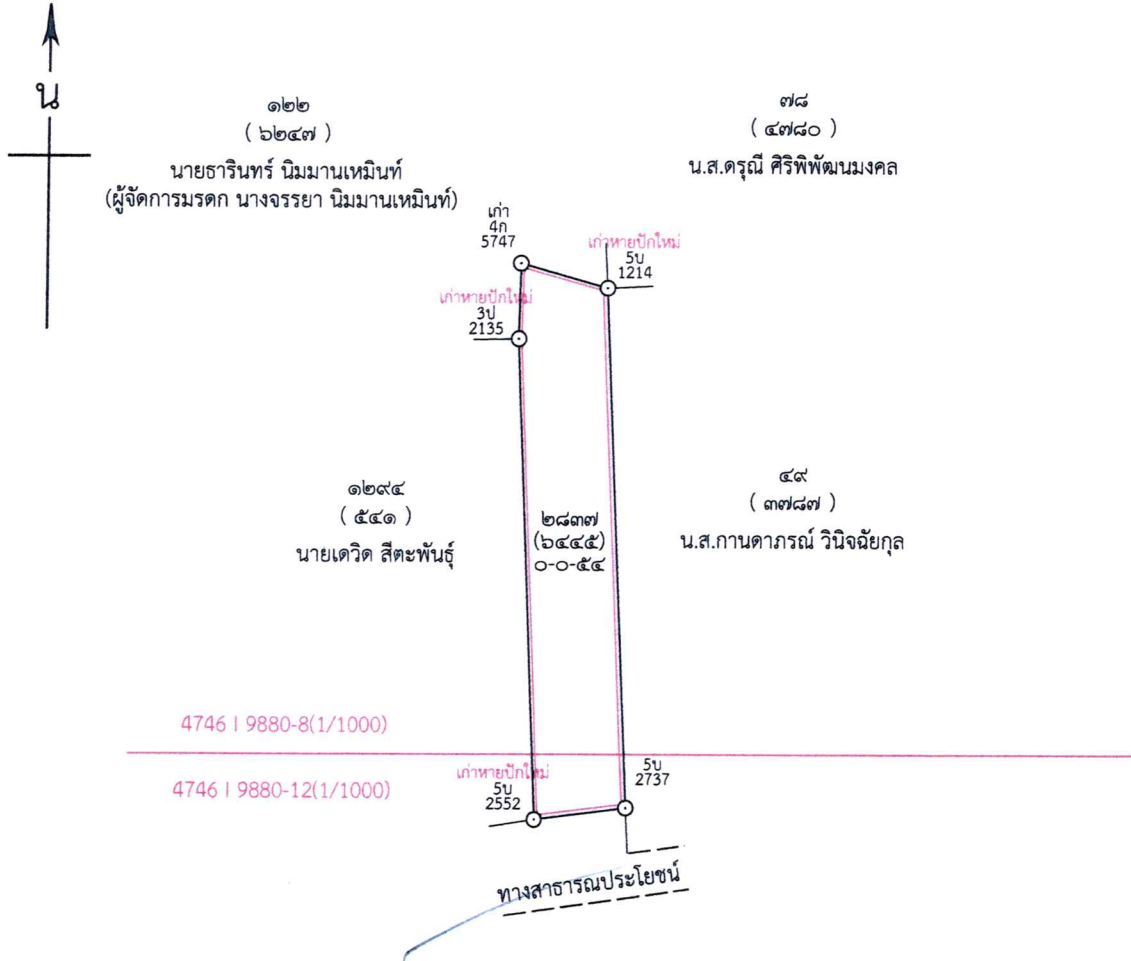 น
๑๒๒
( ๖๒๔๗ )
นายธารินทร์ นิมมานเหมินท์
(ผู้จัดการมรดก นางจรรยา นิมมานเหมินท์)
๗๘
( ๔๗๘๐ )
น.ส.ดรุณี ศิริพิพัฒนมงคล
เก่า
4ก
5747
เก่าหายปักใหม่
5บ
1214
เก่าหายปักใหม่
3ป
2135
๑๒๙๔
( ๕๔๑ )
นายเดวิด สีตะพันธุ์
๒๘๓๗
(๖๔๔๕)
๐-๐-๕๔
๔๙
( ๓๗๘๗ )
น.ส.กานดาภรณ์ วินิจฉัยกุล
4746 I 9880-8(1/1000)
4746 I 9880-12(1/1000)
เก่าหายปักใหม่
5บ
2552
5บ
2737
ทางสาธารณประโยชน์